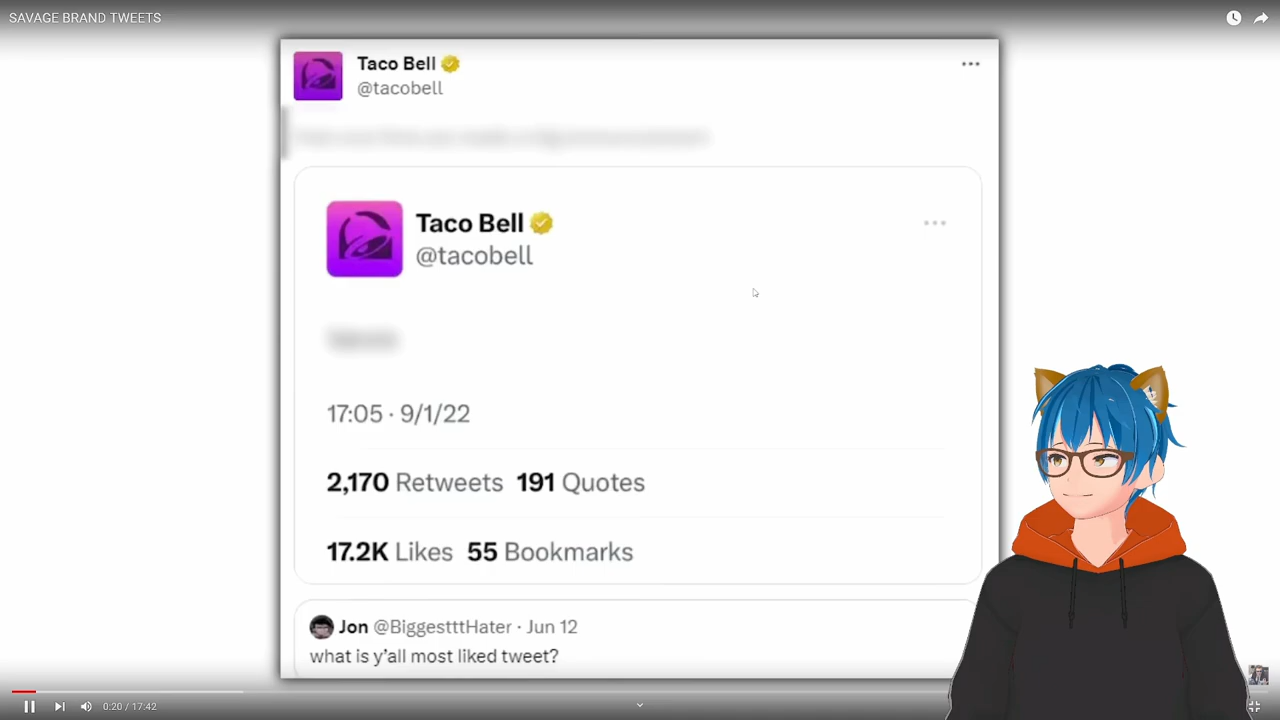 SAVAGE BRAND TWEETS
Taco Bell
@tacobell
Taco Bell
@tacobell
17:05 · 9/1/22
2,170 Retweets 191 Quotes
17.2K Likes 55 Bookmarks
Jon @BiggestttHater · Jun 12
what is y'all most liked tweet?
0:20 / 17:42